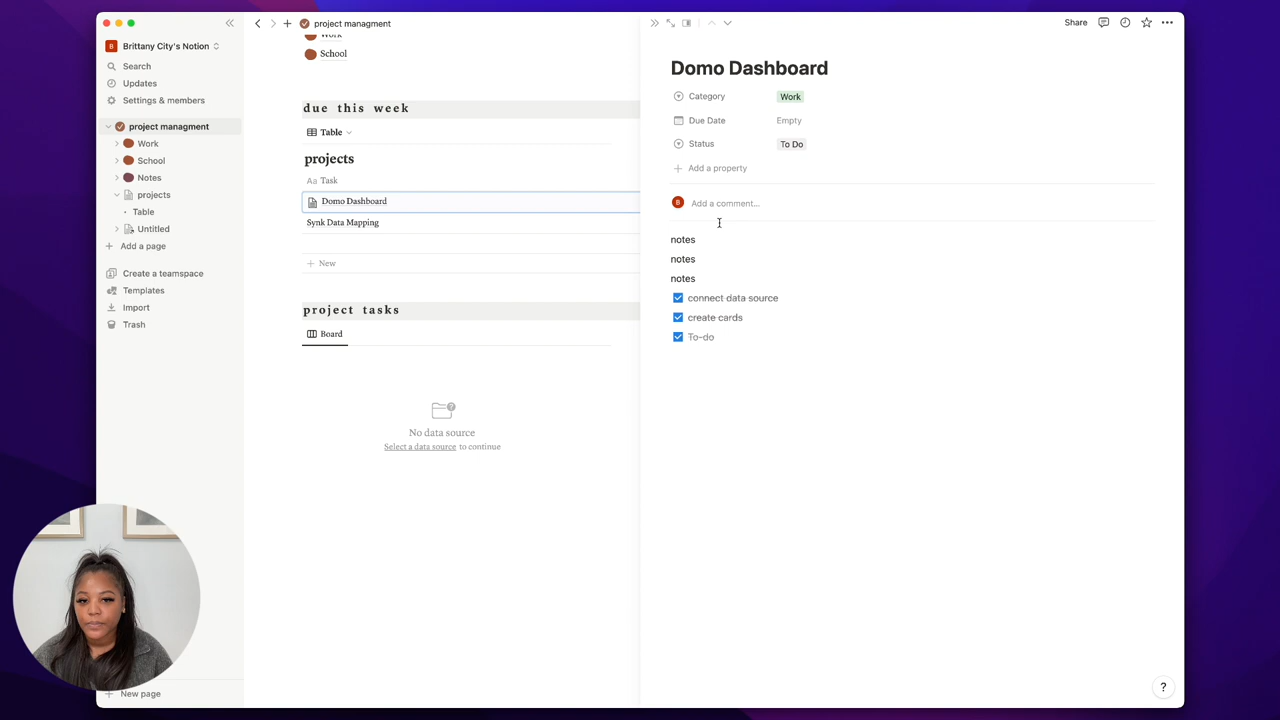 B Brittany City's Notion
Search
Updates
Settings & members
project managment
Work
School
Notes
projects
Table
Untitled
Add a page
Create a teamspace
Templates
Import
Trash
New page
project managment
Work
School
due this week
Table
projects
Aa Task
Domo Dashboard
Synk Data Mapping
New
project tasks
Board
No data source
Select a data source to continue
Share
Domo Dashboard
Category Work
Due Date Empty
Status To Do
Add a property
B Add a comment...
notes
notes
notes
connect data source
create cards
To-do
?